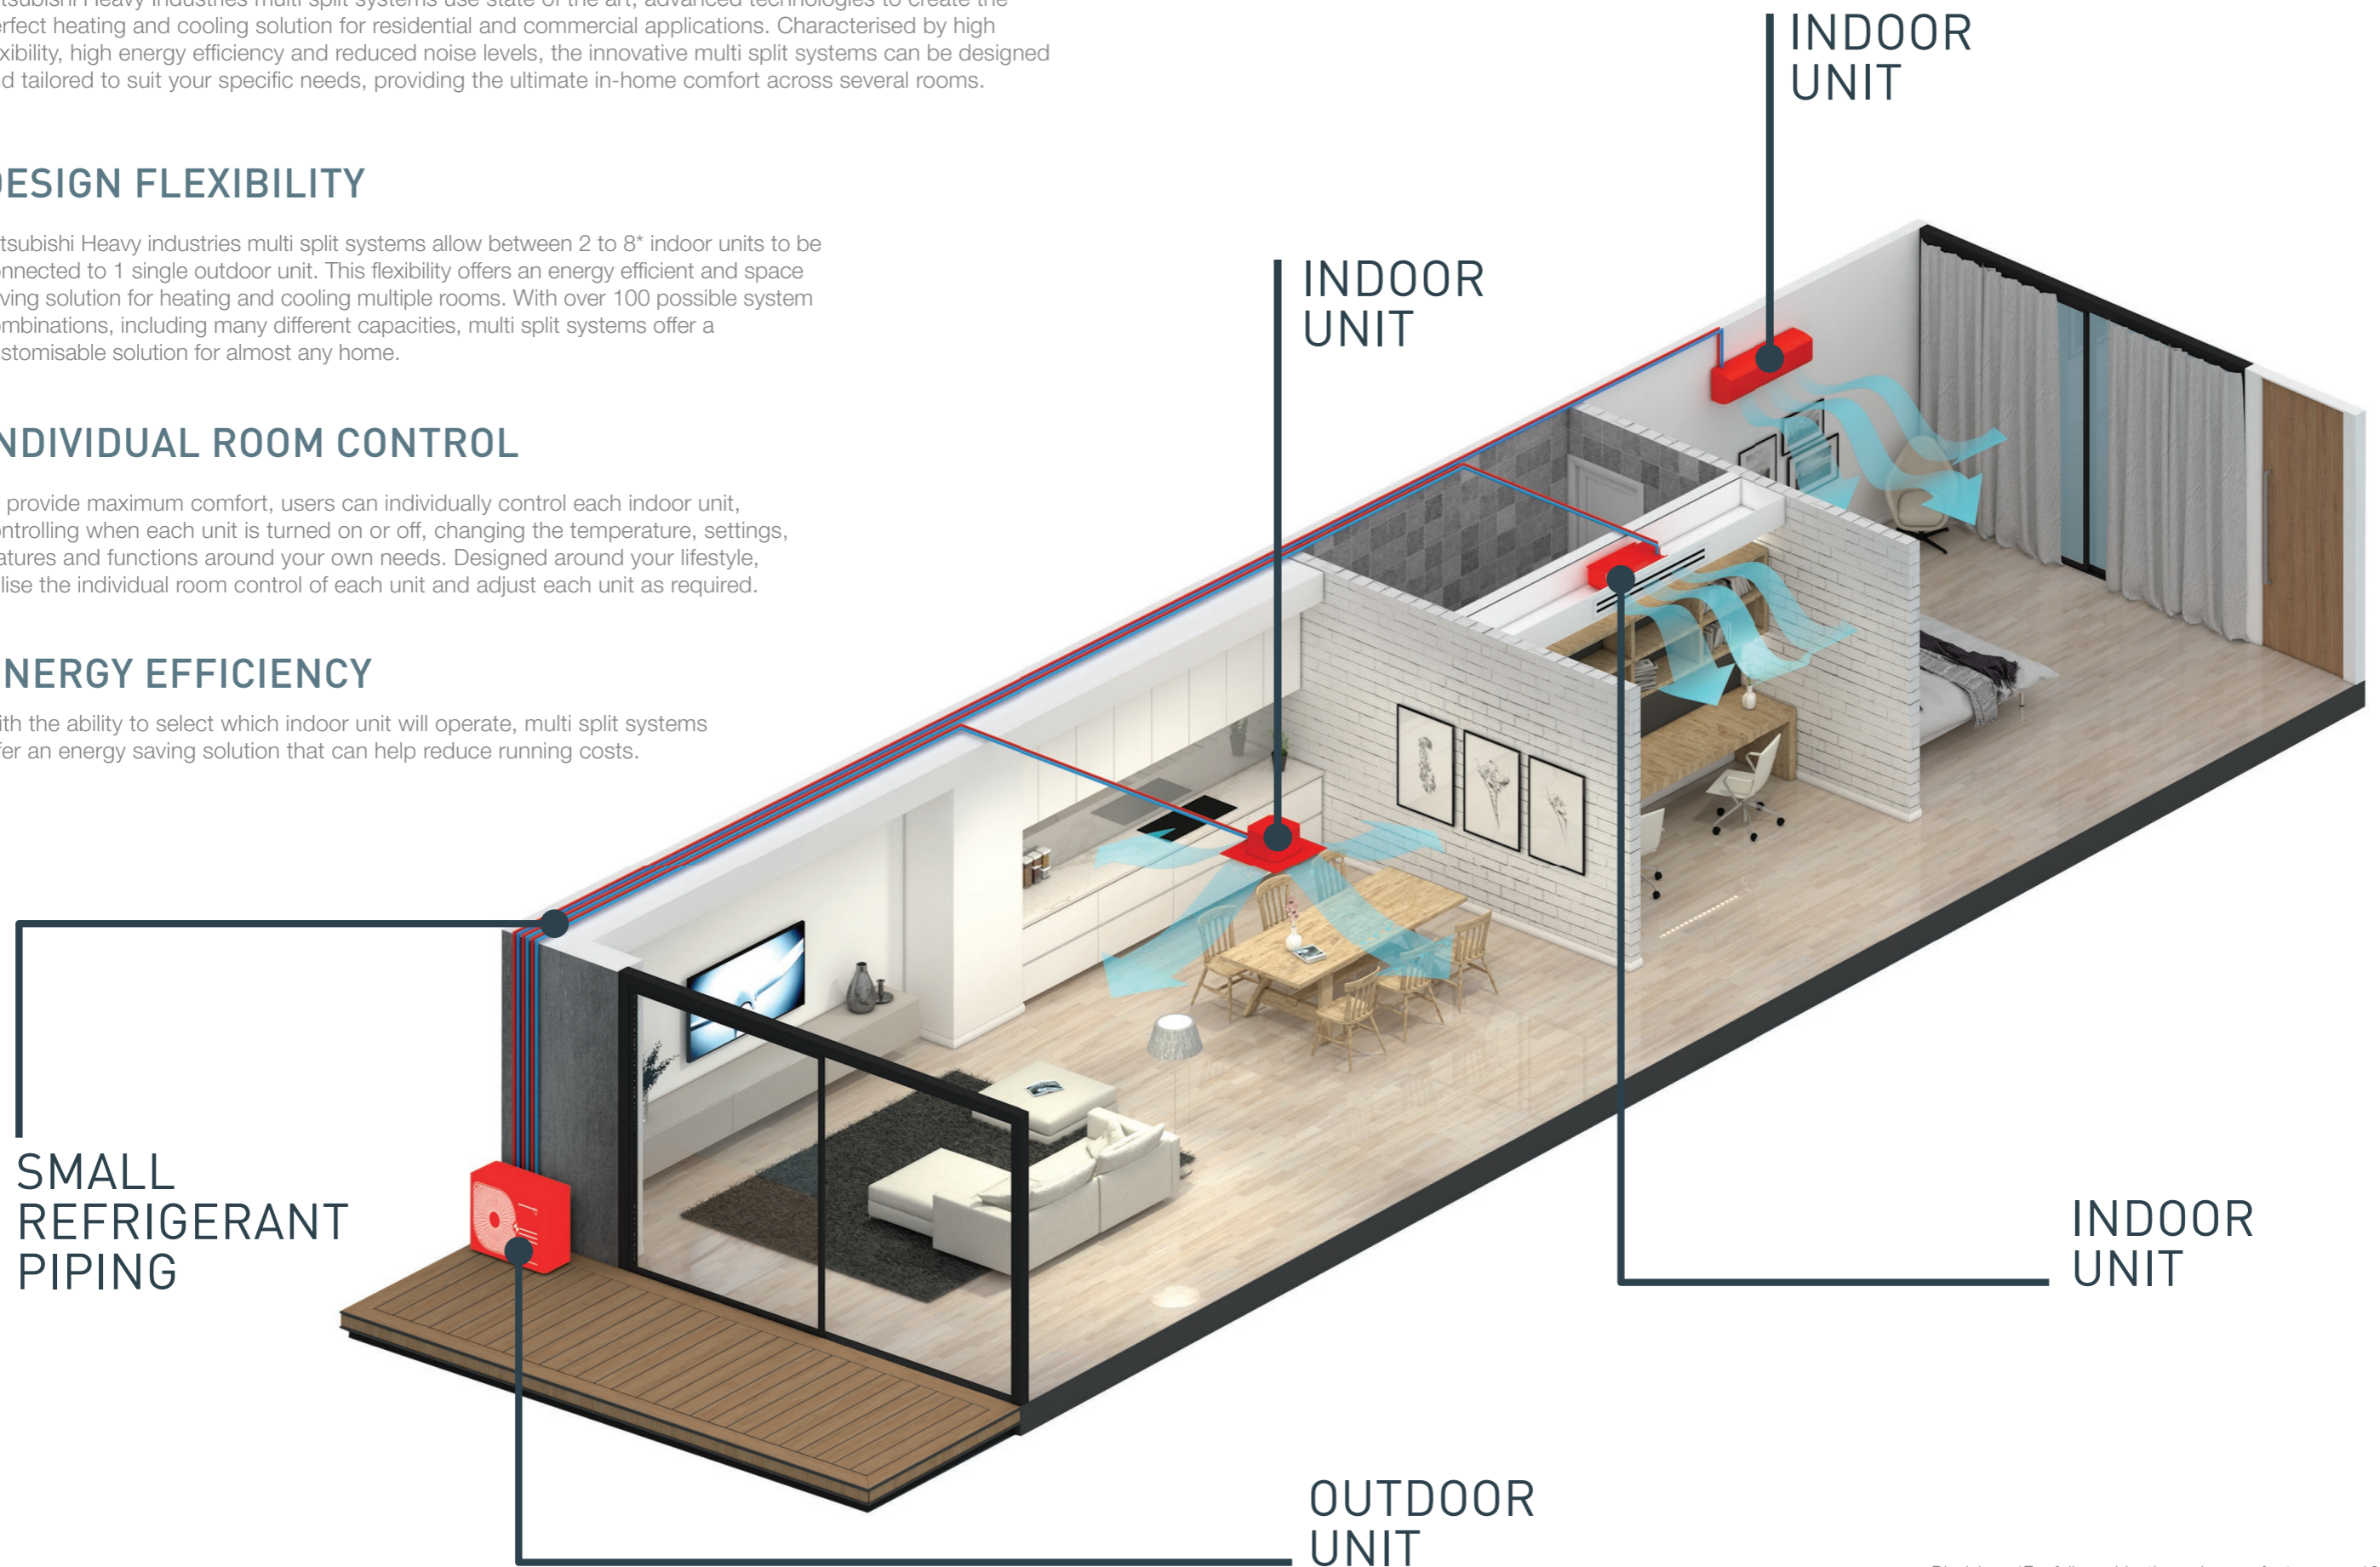 tsubishi Heavy Industries multi split systems use state of the art, advanced technologies to create the
rfect heating and cooling solution for residential and commercial applications. Characterised by high
xibility, high energy efficiency and reduced noise levels, the innovative multi split systems can be designed
d tailored to suit your specific needs, providing the ultimate in-home comfort across several rooms.
DESIGN FLEXIBILITY
tsubishi Heavy industries multi split systems allow between 2 to 8* indoor units to be
nnected to 1 single outdoor unit. This flexibility offers an energy efficient and space
ving solution for heating and cooling multiple rooms. With over 100 possible system
mbinations, including many different capacities, multi split systems offer a
stomisable solution for almost any home.
NDIVIDUAL ROOM CONTROL
provide maximum comfort, users can individually control each indoor unit,
ntrolling when each unit is turned on or off, changing the temperature, settings,
atures and functions around your own needs. Designed around your lifestyle,
lise the individual room control of each unit and adjust each unit as required.
NERGY EFFICIENCY
ith the ability to select which indoor unit will operate, multi split systems
fer an energy saving solution that can help reduce running costs.
INDOOR
UNIT
INDOOR
UNIT
SMALL
REFRIGERANT
PIPING
INDOOR
UNIT
OUTDOOR
UNIT